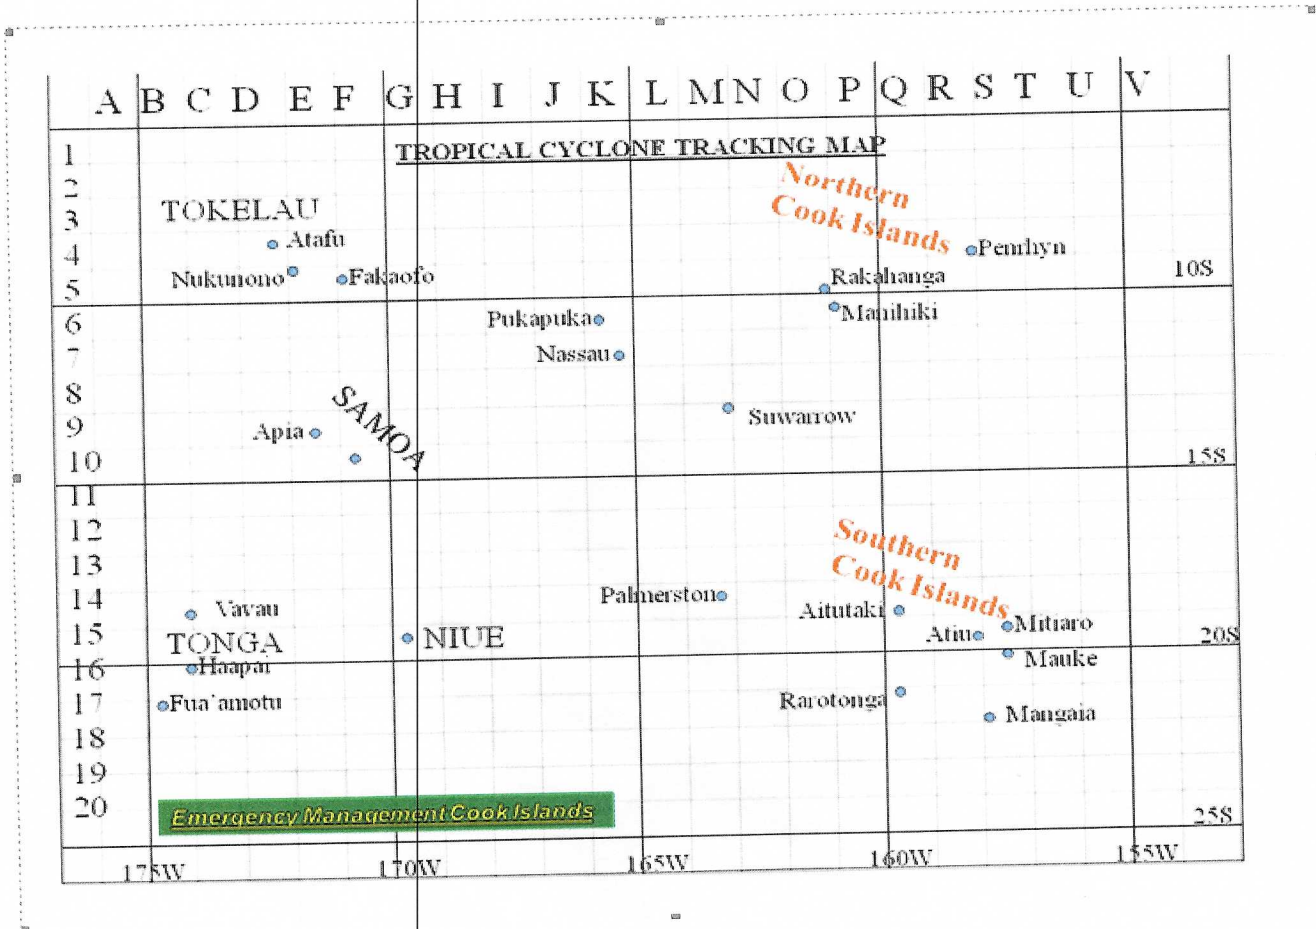 A B C D E F G H I J K L M N O P Q R S T U V
1
TROPICAL CYCLONE TRACKING MAP
2
Northern
Cook Islands
3
TOKELAU
Atafu
4
Penrhyn
Nukunono
Fakaofo
Rakahanga
10S
5
6
Pukapuka
Manihiki
7
Nassau
8
SAMOA
Suwarrow
9
Apia
10
15S
11
12
Southern
Cook Islands
13
14
Palmerston
Vavau
Aitutaki
Mitiaro
15
TONGA
NIUE
Atiu
20S
16
Haapai
Mauke
17
Fua'amotu
Rarotonga
Mangaia
18
19
20
Emergency Management Cook Islands
25S
175W 170W 165W 160W 155W